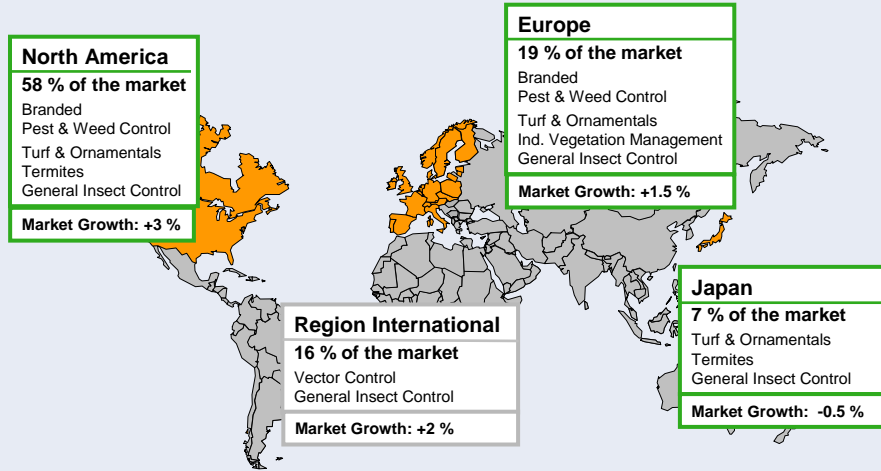 North America
58 % of the market
Branded
Pest & Weed Control
Turf & Ornamentals
Termites
General Insect Control
Market Growth: +3 %
Europe
19 % of the market
Branded
Pest & Weed Control
Turf & Ornamentals
Ind. Vegetation Management
General Insect Control
Market Growth: +1.5 %
Region International
16 % of the market
Vector Control
General Insect Control
Market Growth: +2 %
Japan
7 % of the market
Turf & Ornamentals
Termites
General Insect Control
Market Growth: -0.5 %